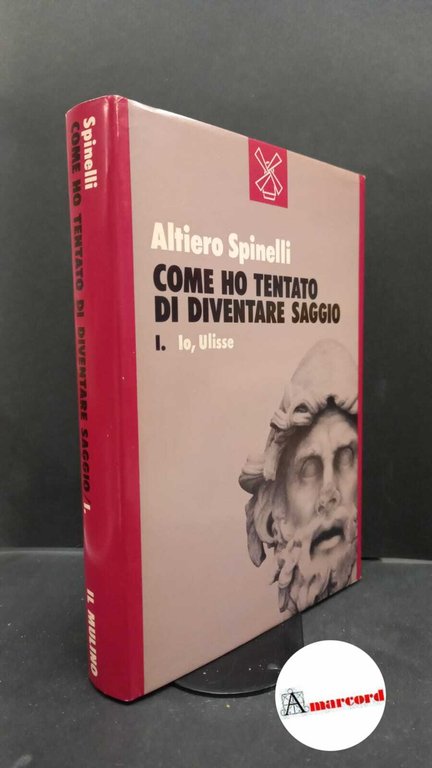 Spinelli
COME HO TENTATO DI DIVENTARE SAGGIO I.
IL MULINO
Altiero Spinelli
COME HO TENTATO
DI DIVENTARE SAGGIO
I. Io, Ulisse
Amarcord